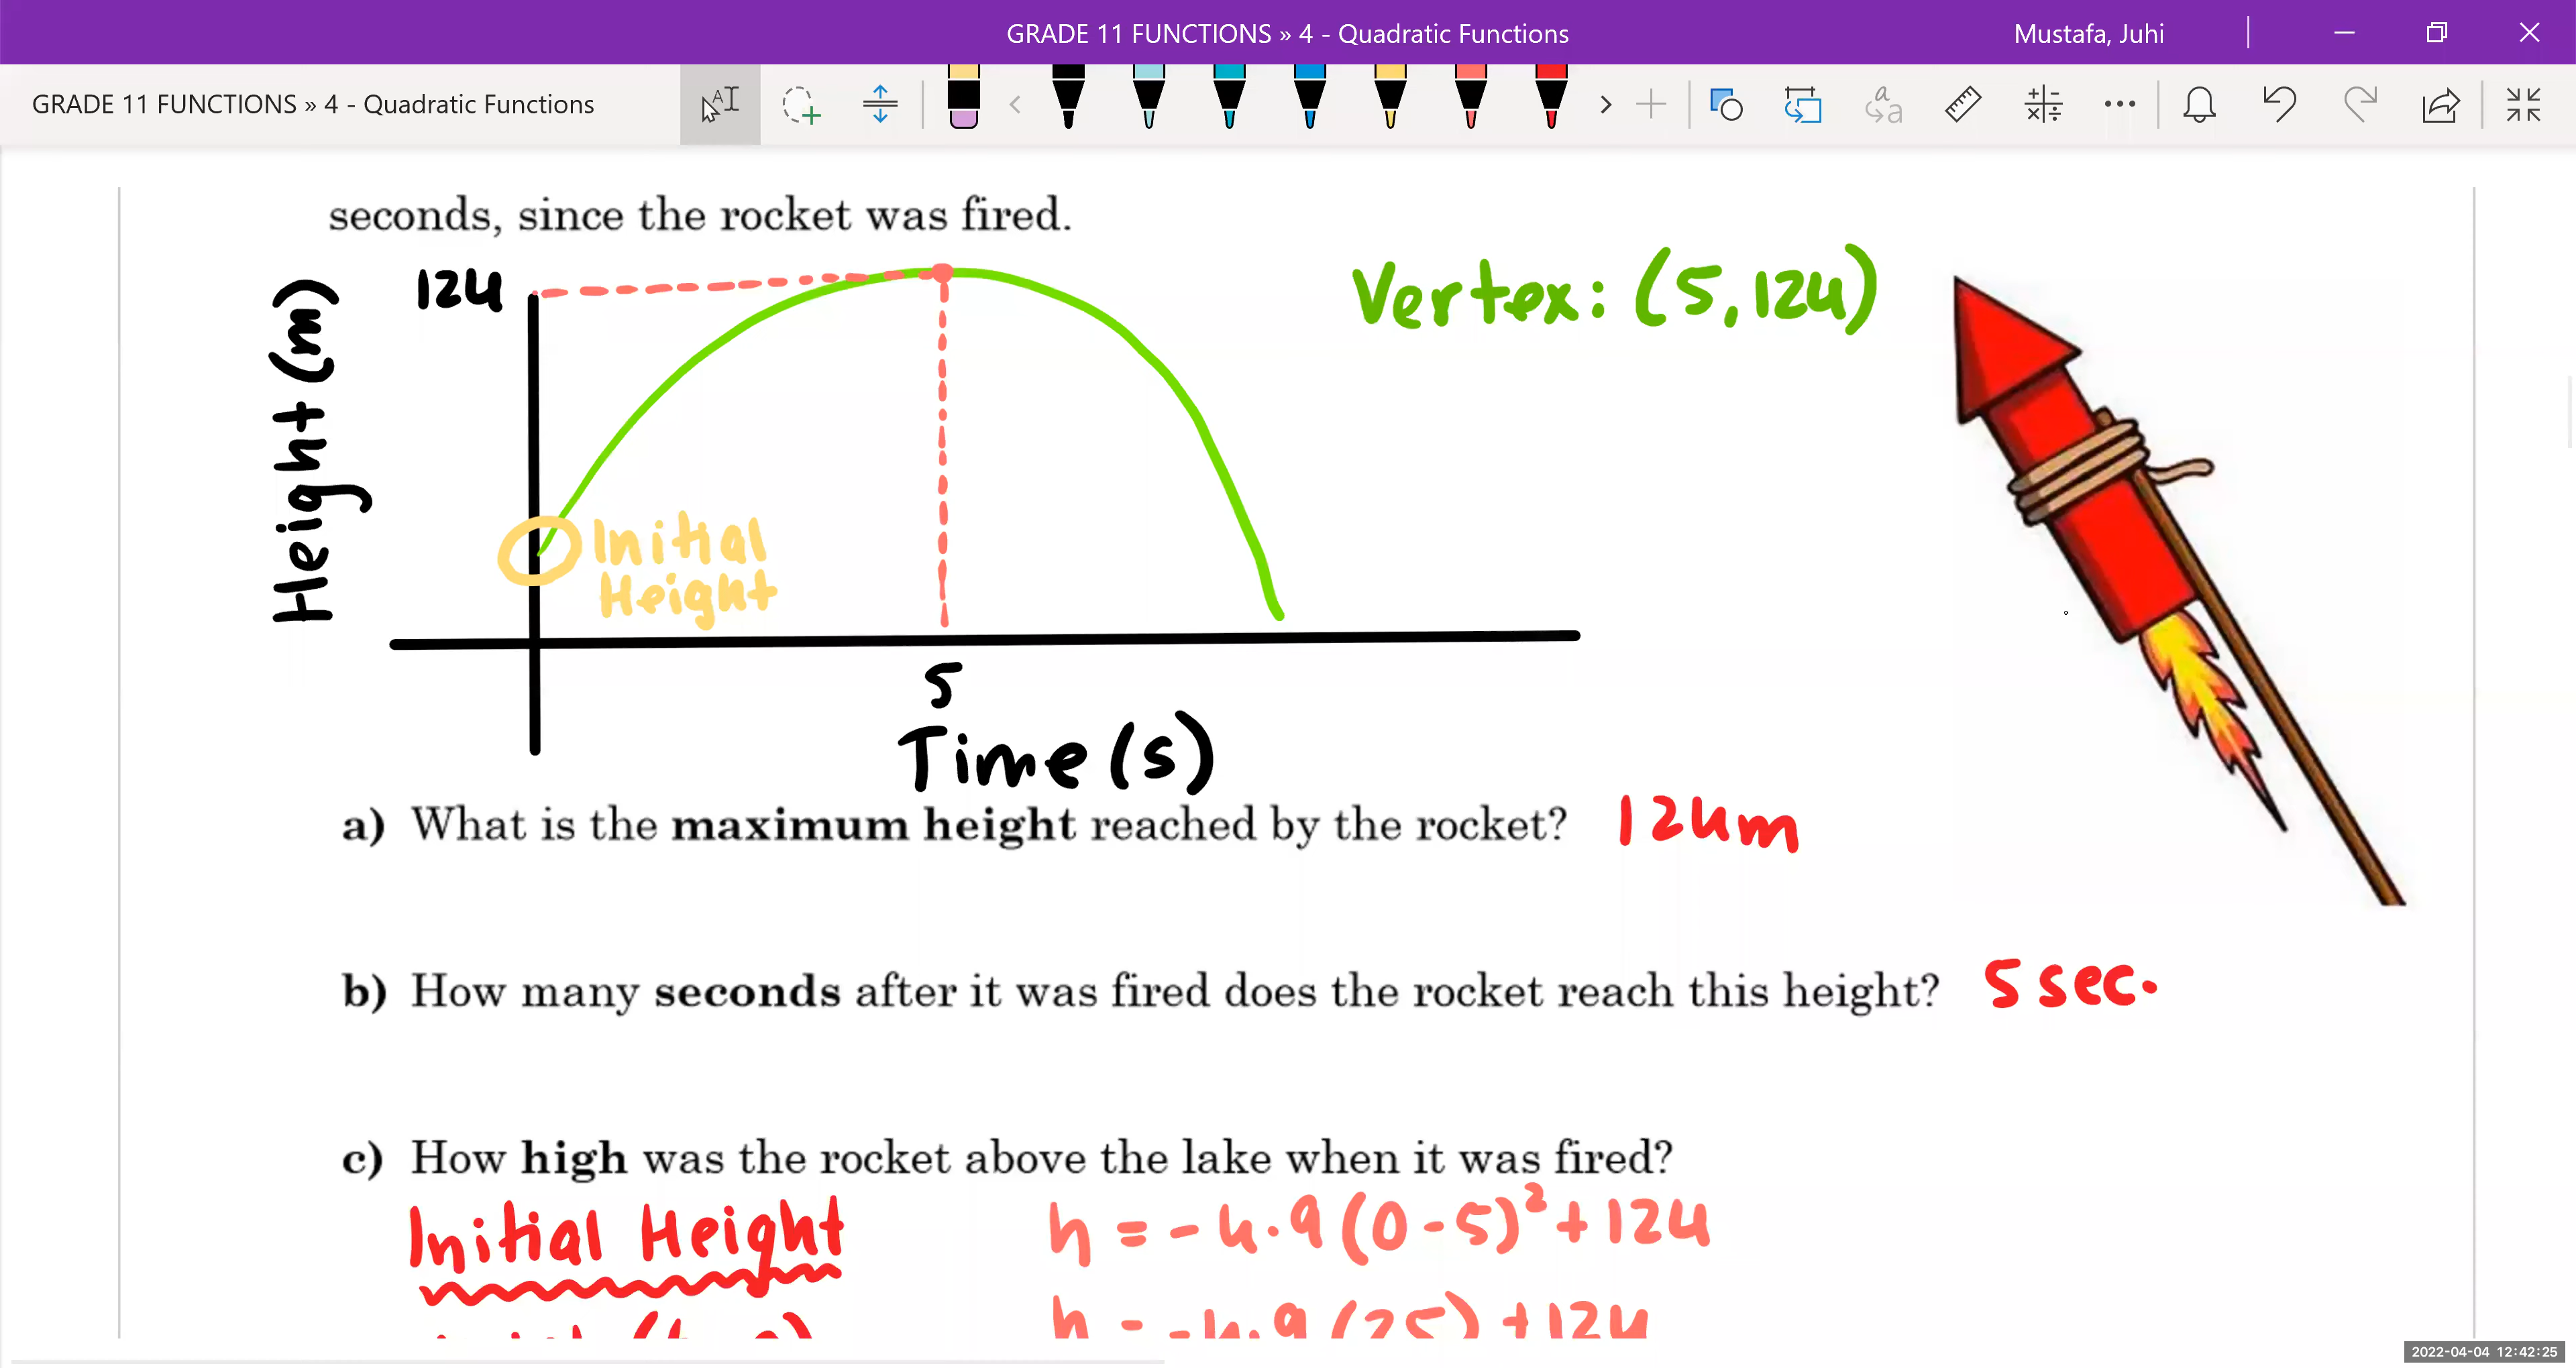 GRADE 11 FUNCTIONS » 4 - Quadratic Functions
Mustafa, Juhi
GRADE 11 FUNCTIONS » 4 - Quadratic Functions
seconds, since the rocket was fired.
Height (m)
124
Vertex: (5, 124)
Initial
Height
5
Time (s)
a) What is the maximum height reached by the rocket? 124m
b) How many seconds after it was fired does the rocket reach this height? 5 sec.
c) How high was the rocket above the lake when it was fired?
Initial Height
h = -4.9(0-5)² + 124
h = -4.9(25) + 124
2022-04-04 12:42:25